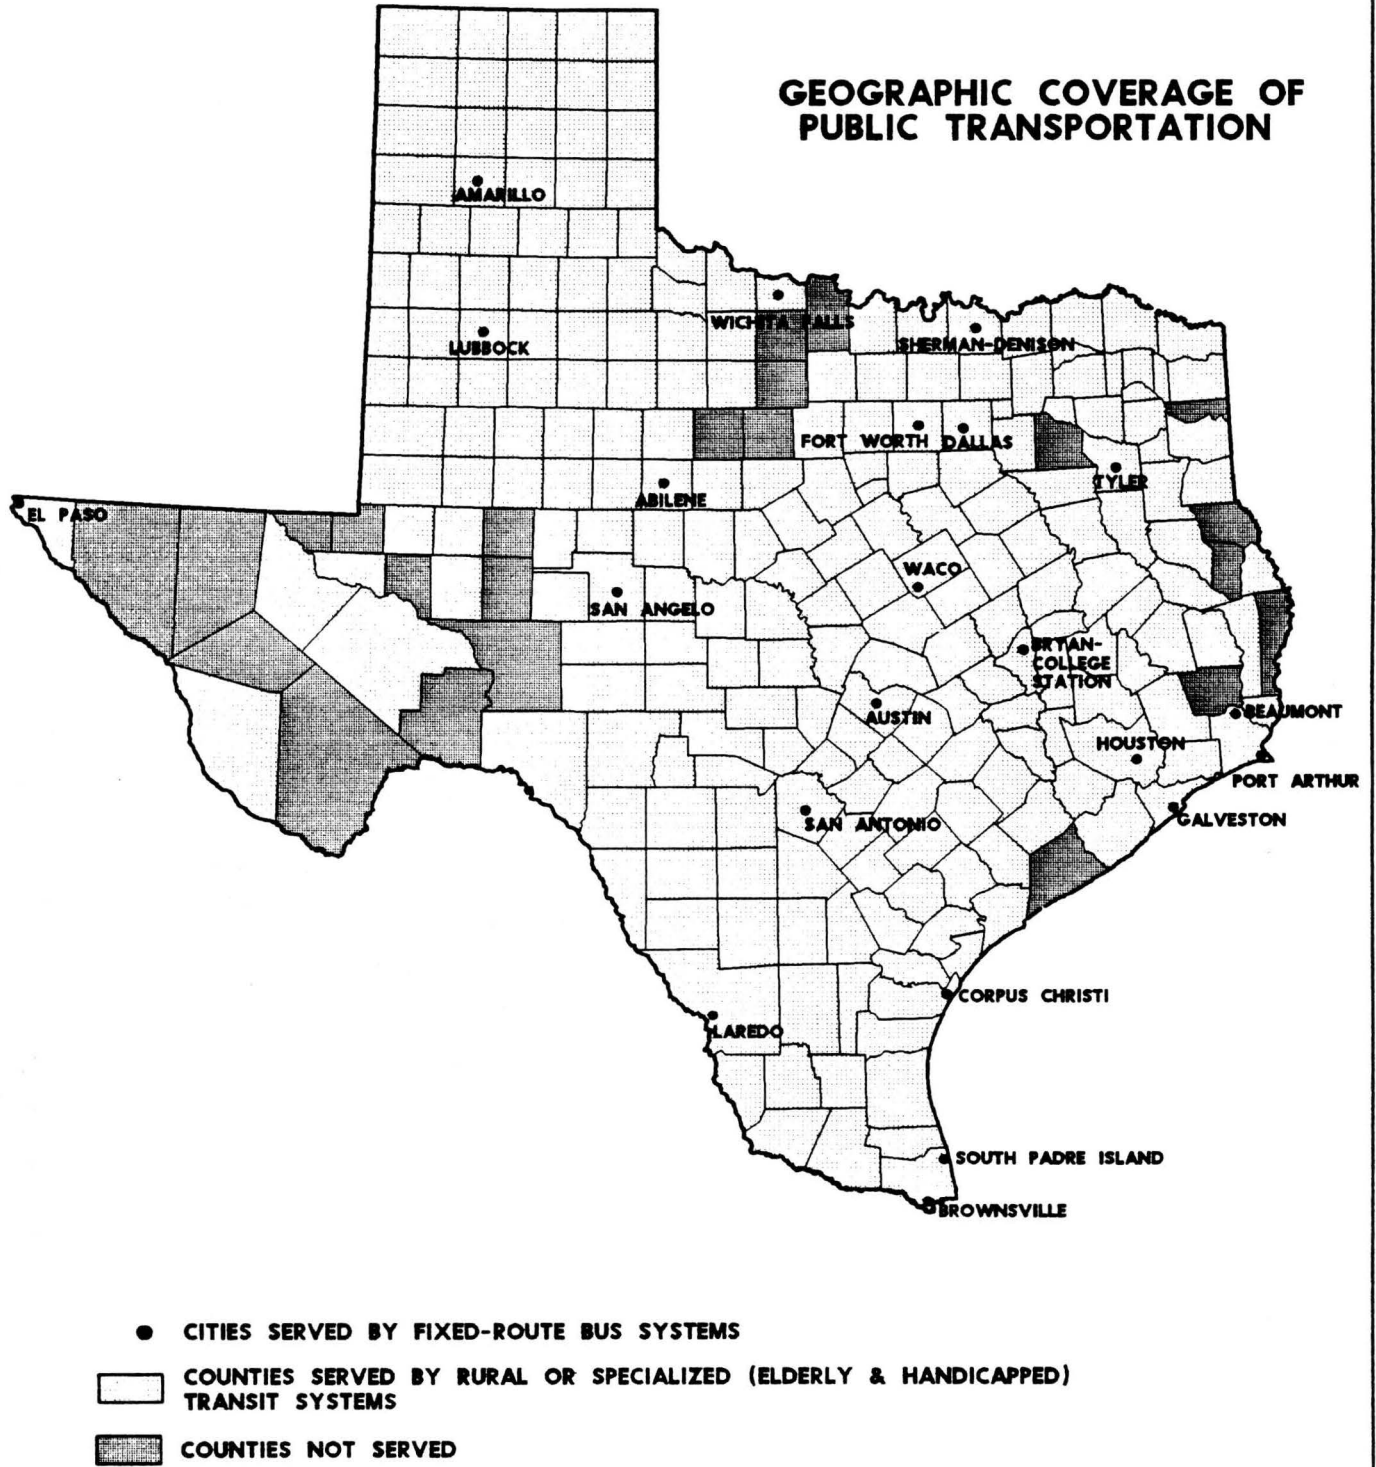 GEOGRAPHIC COVERAGE OF
PUBLIC TRANSPORTATION
AMARILLO
WICHITA FALLS
LUBBOCK
SHERMAN-DENISON
FORT WORTH
DALLAS
TYLER
ABILENE
EL PASO
WACO
SAN ANGELO
BRYAN-
COLLEGE
STATION
AUSTIN
BEAUMONT
HOUSTON
PORT ARTHUR
SAN ANTONIO
GALVESTON
CORPUS CHRISTI
LAREDO
SOUTH PADRE ISLAND
BROWNSVILLE
CITIES SERVED BY FIXED-ROUTE BUS SYSTEMS
COUNTIES SERVED BY RURAL OR SPECIALIZED (ELDERLY & HANDICAPPED)
TRANSIT SYSTEMS
COUNTIES NOT SERVED